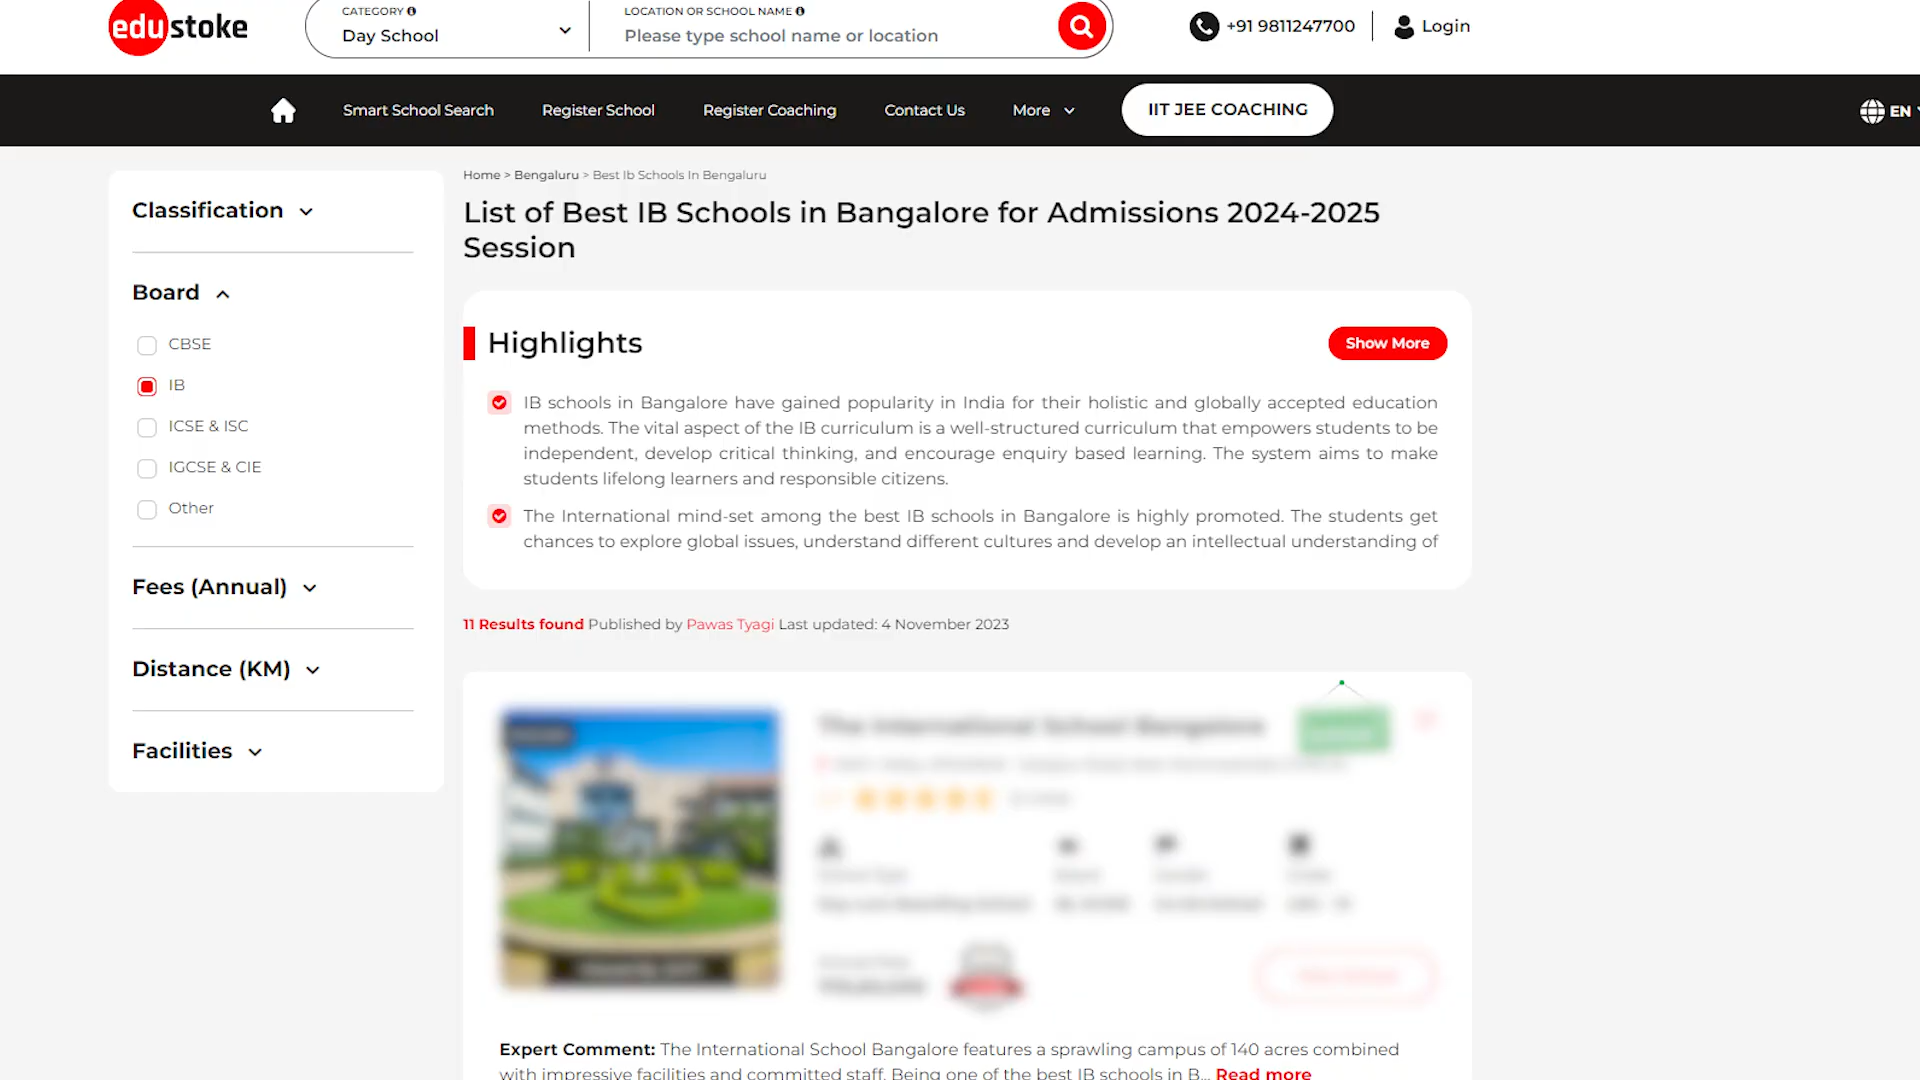 edustoke
CATEGORY
Day School
LOCATION OR SCHOOL NAME
Please type school name or location
+91 9811247700
Login
Smart School Search
Register School
Register Coaching
Contact Us
More
IIT JEE COACHING
EN
Classification
Board
CBSE
IB
ICSE & ISC
IGCSE & CIE
Other
Fees (Annual)
Distance (KM)
Facilities
Home > Bengaluru > Best Ib Schools In Bengaluru
List of Best IB Schools in Bangalore for Admissions 2024-2025
Session
Highlights
Show More
IB schools in Bangalore have gained popularity in India for their holistic and globally accepted education
methods. The vital aspect of the IB curriculum is a well-structured curriculum that empowers students to be
independent, develop critical thinking, and encourage enquiry based learning. The system aims to make
students lifelong learners and responsible citizens.
The International mind-set among the best IB schools in Bangalore is highly promoted. The students get
chances to explore global issues, understand different cultures and develop an intellectual understanding of
11 Results found Published by Pawas Tyagi Last updated: 4 November 2023
The International School Bangalore
Expert Comment: The International School Bangalore features a sprawling campus of 140 acres combined
with impressive facilities and committed staff. Being one of the best IB schools in B... Read more